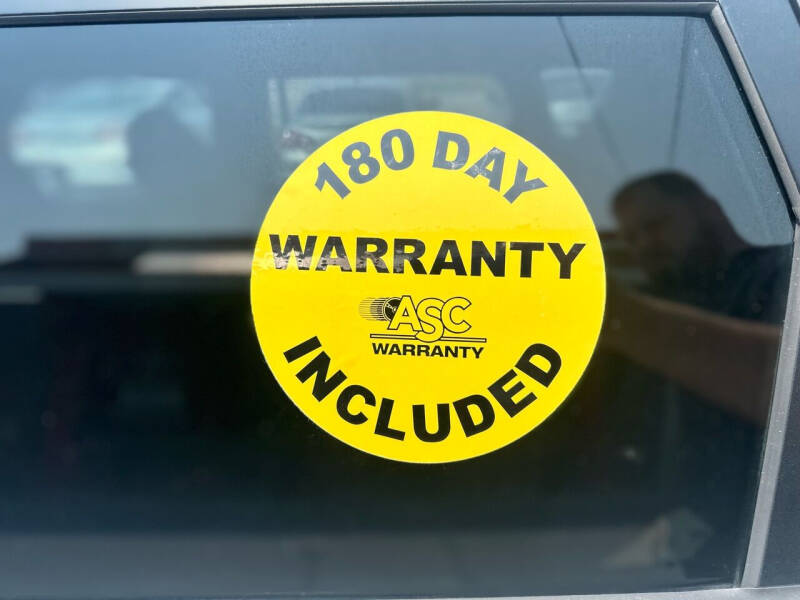 180 DAY
WARRANTY
ASC
WARRANTY
INCLUDED